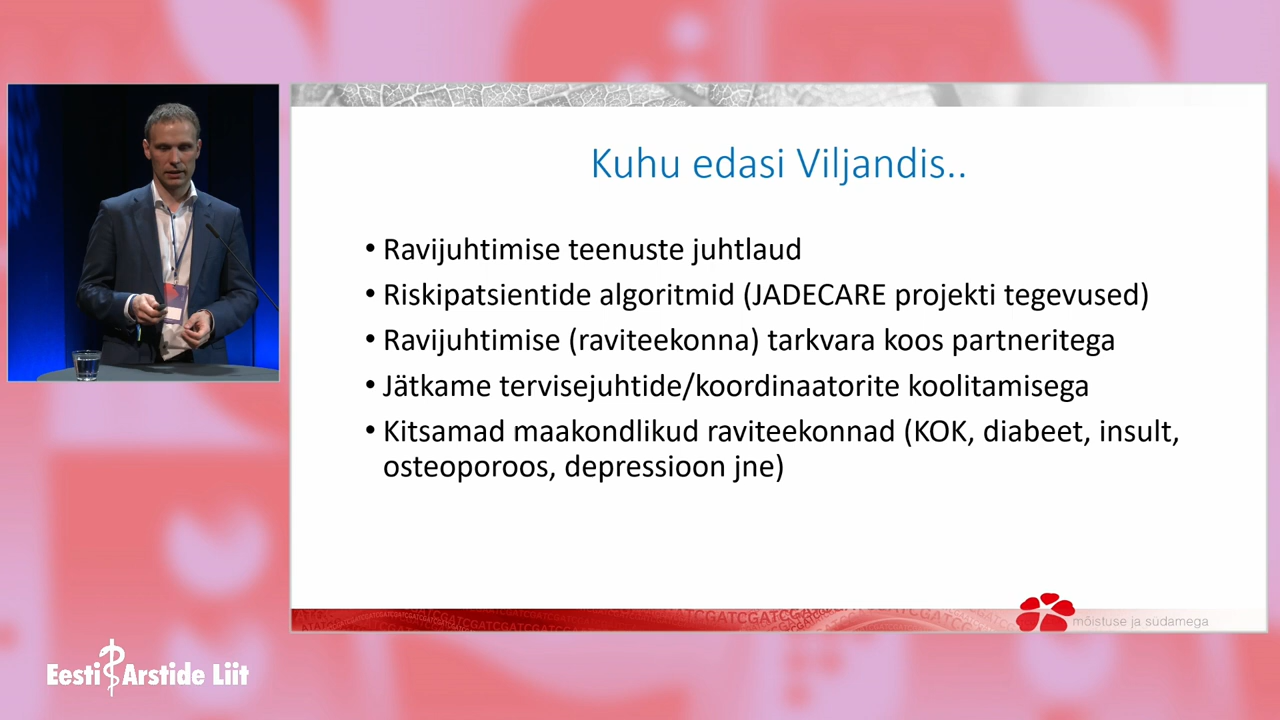 Kuhu edasi Viljandis..
• Ravijuhtimise teenuste juhtlaud
• Riskipatsientide algoritmid (JADECARE projekti tegevused)
• Ravijuhtimise (raviteekonna) tarkvara koos partneritega
• Jätkame tervisejuhtide/koordinaatorite koolitamisega
• Kitsamad maakondlikud raviteekonnad (KOK, diabeet, insult,
osteoporoos, depressioon jne)
mõistuse ja südamega
Eesti Arstide Liit